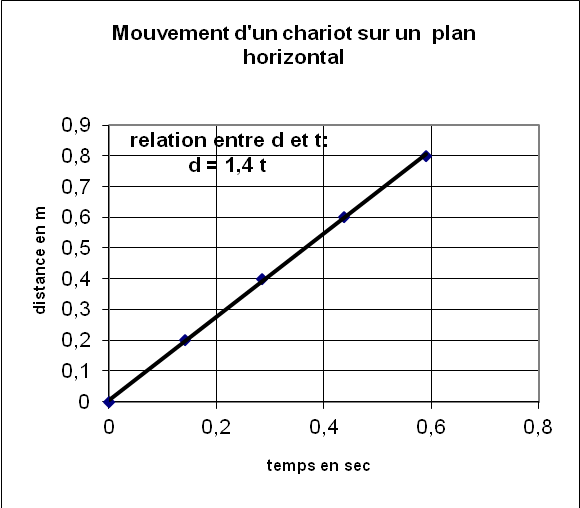 Mouvement d'un chariot sur un plan
horizontal
relation entre d et t:
d = 1,4 t
distance en m
0,9
0,8
0,7
0,6
0,5
0,4
0,3
0,2
0,1
0
0
0,2
0,4
0,6
0,8
temps en sec